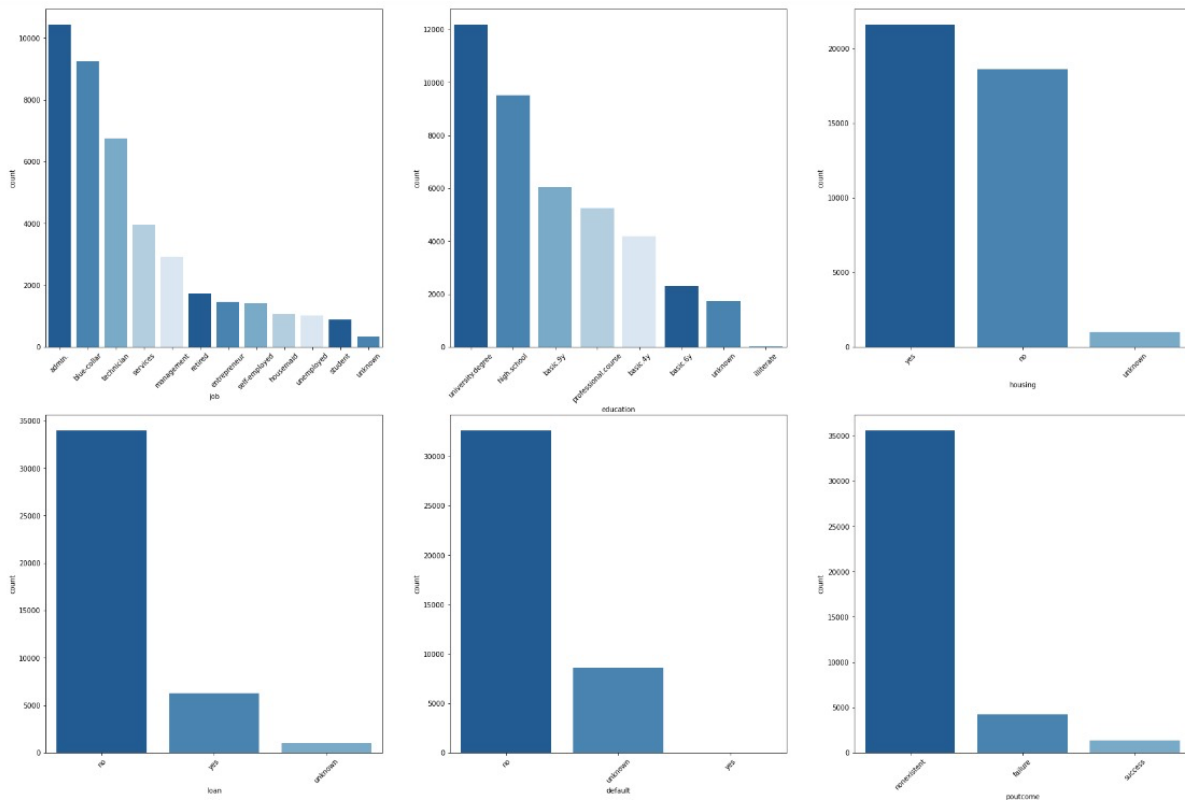 10000
8000
6000
4000
2000
0
count
admin.
blue-collar
technician
services
management
retired
entrepreneur
self-employed
housemaid
unemployed
student
unknown
job
12000
10000
8000
6000
4000
2000
0
count
university.degree
high.school
basic.9y
professional.course
basic.4y
basic.6y
unknown
illiterate
education
20000
15000
10000
5000
0
count
yes
no
unknown
housing
35000
30000
25000
20000
15000
10000
5000
0
count
no
yes
unknown
loan
30000
25000
20000
15000
10000
5000
0
count
no
unknown
yes
default
35000
30000
25000
20000
15000
10000
5000
0
count
nonexistent
failure
success
poutcome